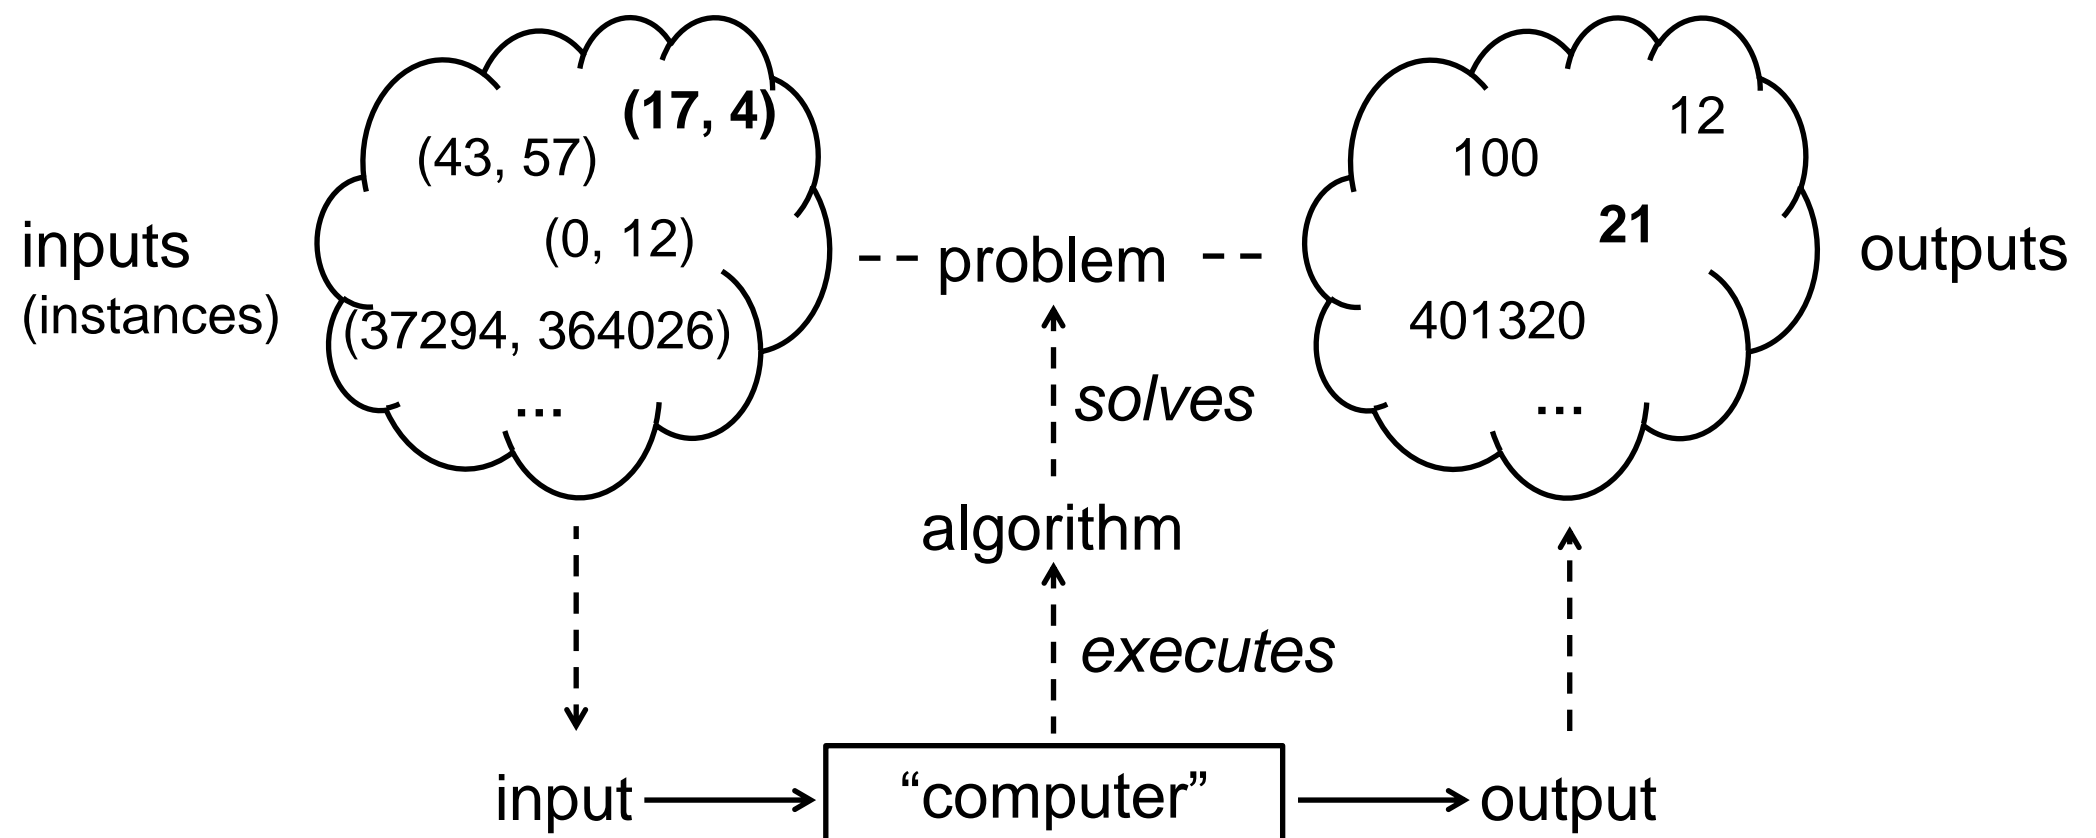 (17, 4)
12
(43, 57)
100
(0, 12)
21
inputs
(instances)
problem
outputs
(37294, 364026)
401320
...
...
solves
algorithm
executes
input
“computer”
output